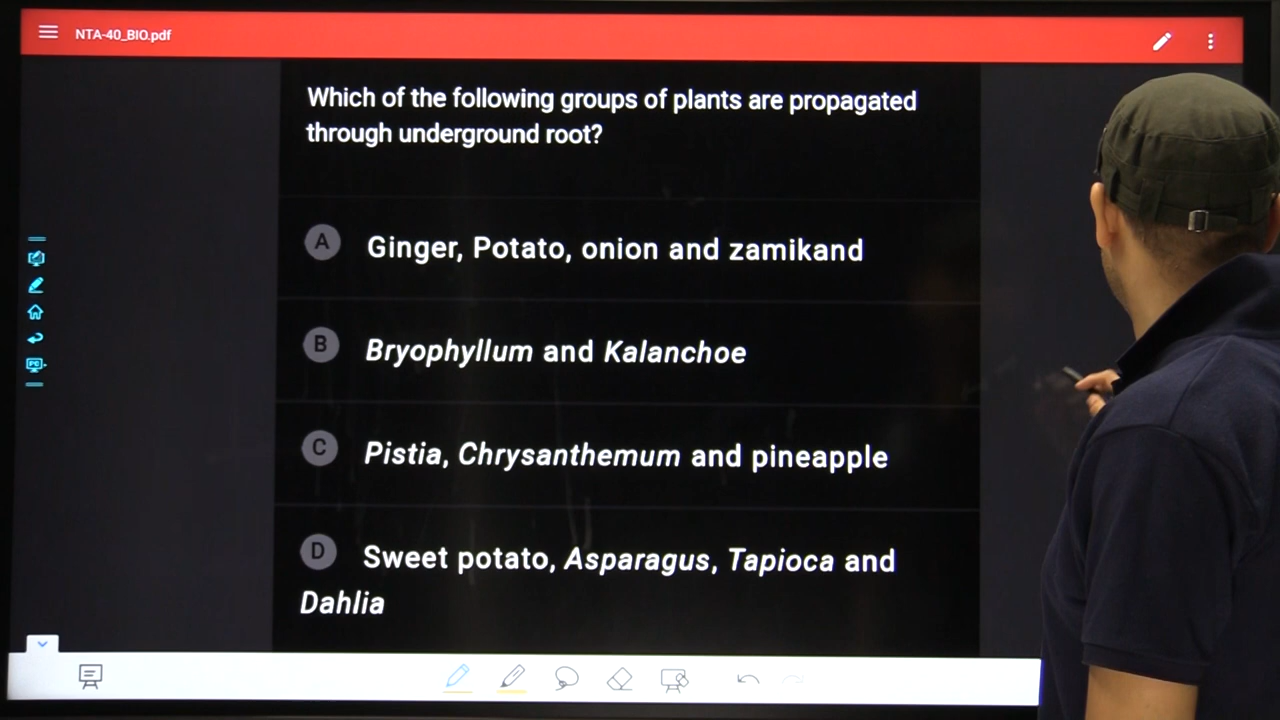 NTA-40_BIO.pdf
Which of the following groups of plants are propagated
through underground root?
A Ginger, Potato, onion and zamikand
B Bryophyllum and Kalanchoe
C Pistia, Chrysanthemum and pineapple
D Sweet potato, Asparagus, Tapioca and
Dahlia
PC